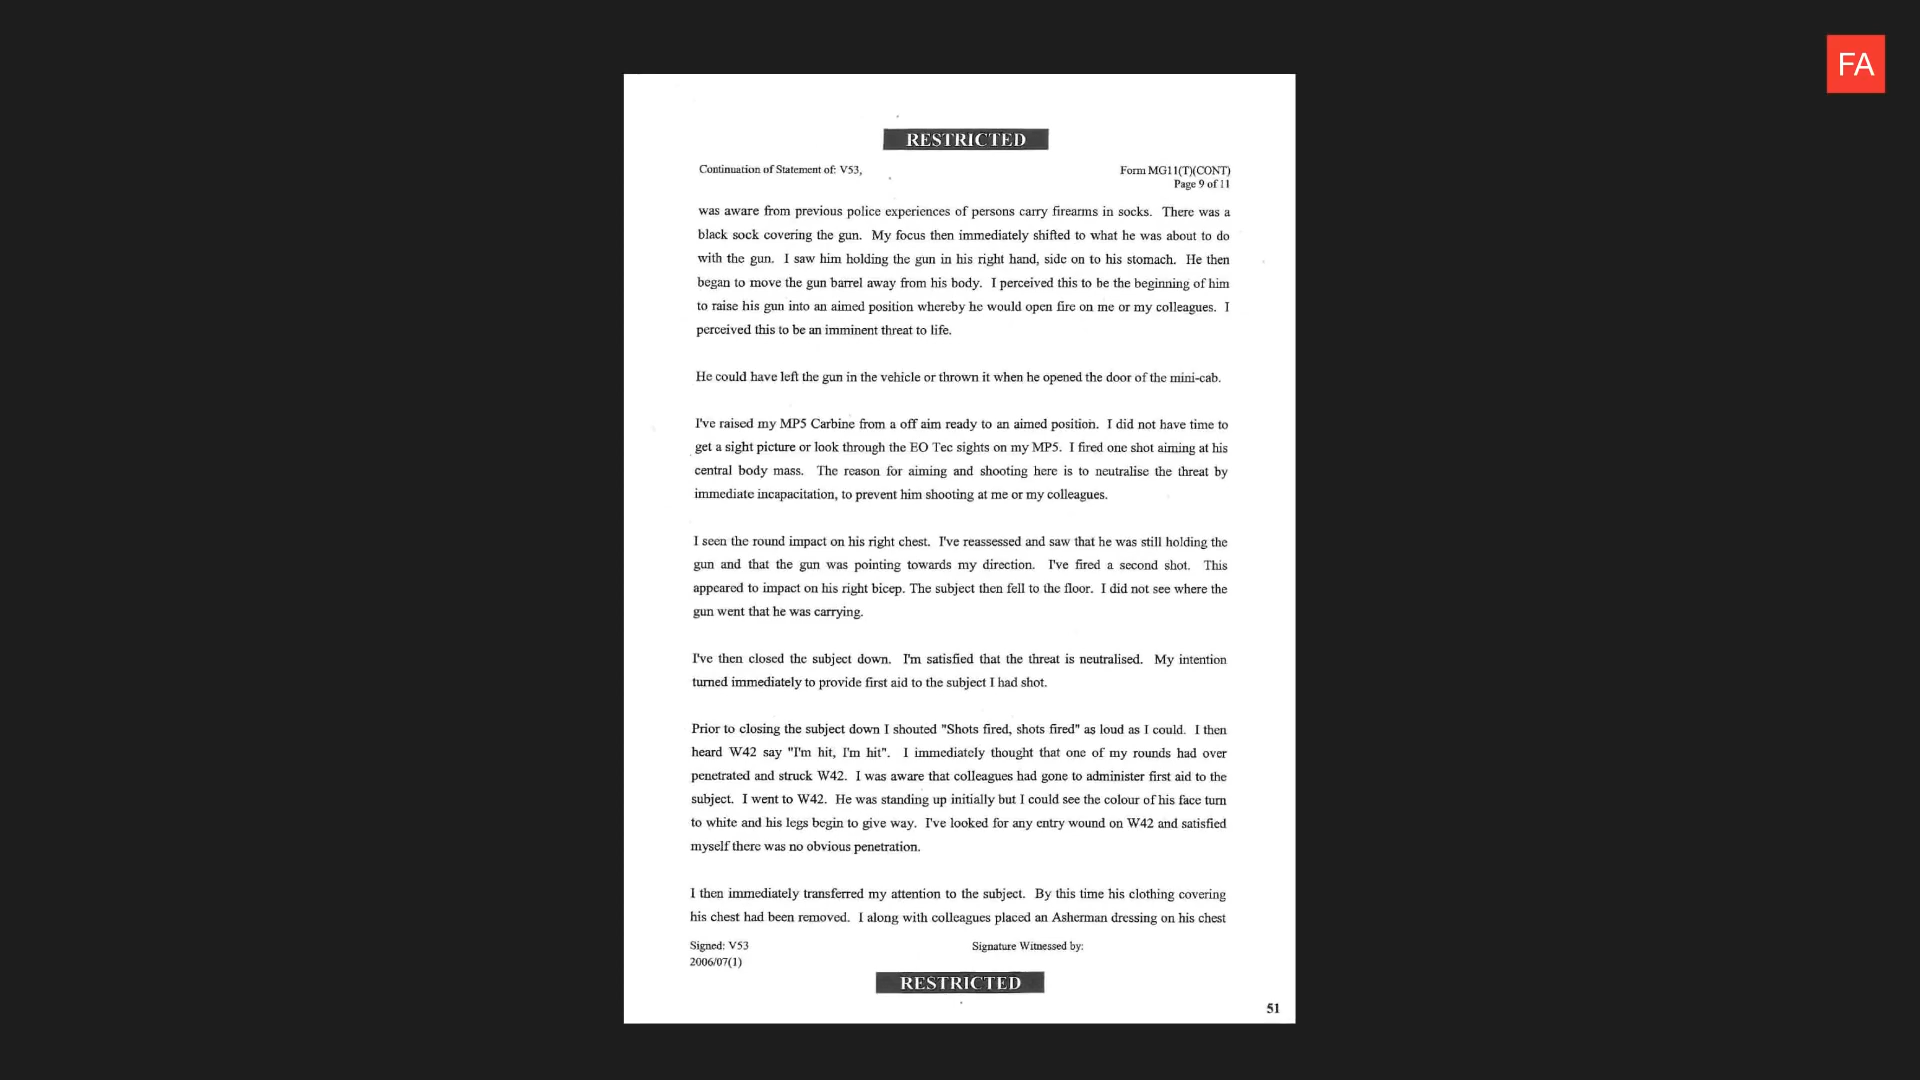 FA
RESTRICTED
Continuation of Statement of: V53,
Form MG11(T)(CONT)
Page 9 of 11
was aware from previous police experiences of persons carry firearms in socks. There was a
black sock covering the gun. My focus then immediately shifted to what he was about to do
with the gun. I saw him holding the gun in his right hand, side on to his stomach. He then
began to move the gun barrel away from his body. I perceived this to be the beginning of him
to raise his gun into an aimed position whereby he would open fire on me or my colleagues. I
perceived this to be an imminent threat to life.
He could have left the gun in the vehicle or thrown it when he opened the door of the mini-cab.
I've raised my MP5 Carbine from a off aim ready to an aimed position. I did not have time to
get a sight picture or look through the EO Tec sights on my MP5. I fired one shot aiming at his
central body mass. The reason for aiming and shooting here is to neutralise the threat by
immediate incapacitation, to prevent him shooting at me or my colleagues.
I seen the round impact on his right chest. I've reassessed and saw that he was still holding the
gun and that the gun was pointing towards my direction. I've fired a second shot. This
appeared to impact on his right bicep. The subject then fell to the floor. I did not see where the
gun went that he was carrying.
I've then closed the subject down. I'm satisfied that the threat is neutralised. My intention
turned immediately to provide first aid to the subject I had shot.
Prior to closing the subject down I shouted "Shots fired, shots fired" as loud as I could. I then
heard W42 say "I'm hit, I'm hit". I immediately thought that one of my rounds had over
penetrated and struck W42. I was aware that colleagues had gone to administer first aid to the
subject. I went to W42. He was standing up initially but I could see the colour of his face turn
to white and his legs begin to give way. I've looked for any entry wound on W42 and satisfied
myself there was no obvious penetration.
I then immediately transferred my attention to the subject. By this time his clothing covering
his chest had been removed. I along with colleagues placed an Asherman dressing on his chest
Signed: V53
Signature Witnessed by:
2006/07(1)
RESTRICTED
51